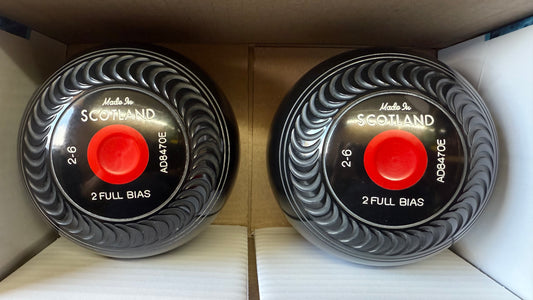 Made In
SCOTLAND
2-6
AD8470E
2 FULL BIAS
Made In
SCOTLAND
2-6
AD8470E
2 FULL BIAS